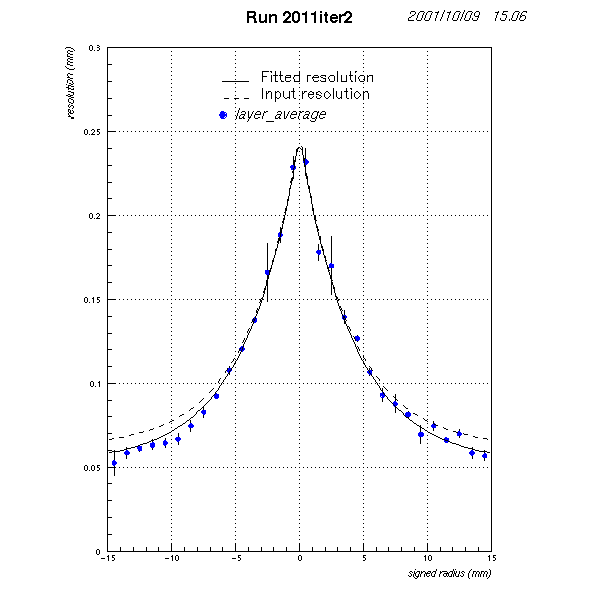 Run 2011iter2
2001/10/09 15.06
resolution (mm)
0.3
Fitted resolution
Input resolution
layer_average
0.25
0.2
0.15
0.1
0.05
0
−15 −10 −5 0 5 10 15
signed radius (mm)